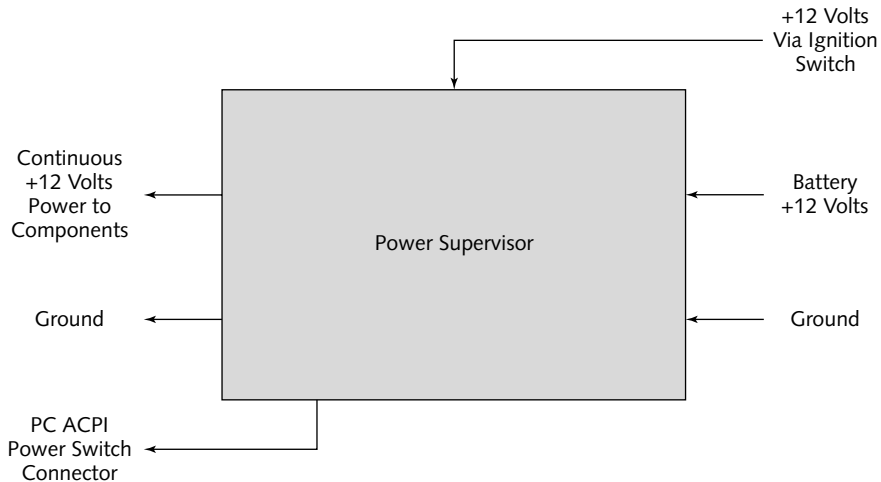 +12 Volts
Via Ignition
Switch
Continuous
+12 Volts
Power to
Components
Battery
+12 Volts
Power Supervisor
Ground
Ground
PC ACPI
Power Switch
Connector